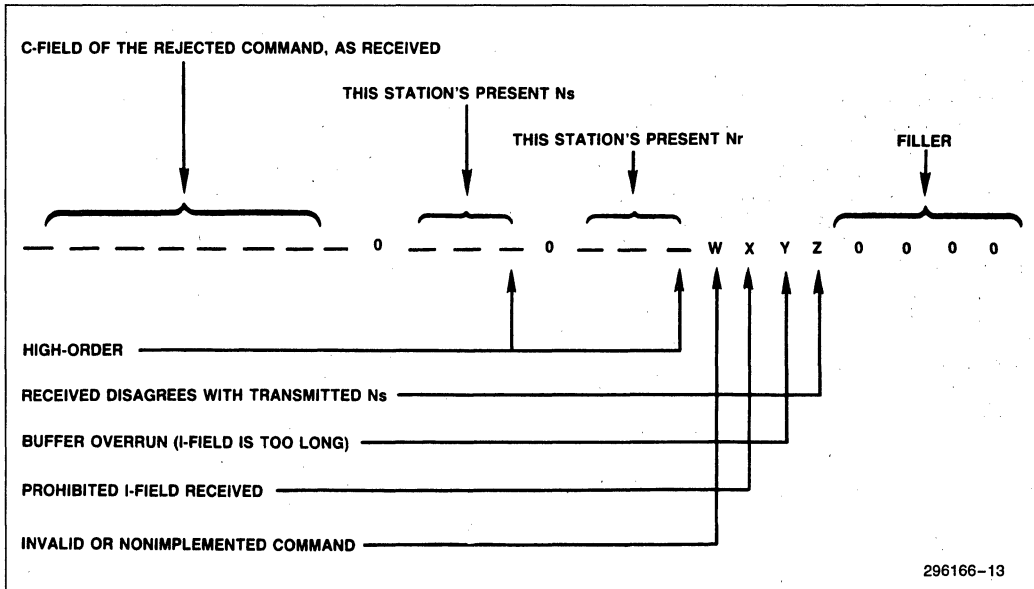 C-FIELD OF THE REJECTED COMMAND, AS RECEIVED
THIS STATION'S PRESENT Ns
THIS STATION'S PRESENT Nr
FILLER
0 0 W X Y Z 0 0 0 0
HIGH-ORDER
RECEIVED DISAGREES WITH TRANSMITTED Ns
BUFFER OVERRUN (I-FIELD IS TOO LONG)
PROHIBITED I-FIELD RECEIVED
INVALID OR NONIMPLEMENTED COMMAND
296166-13